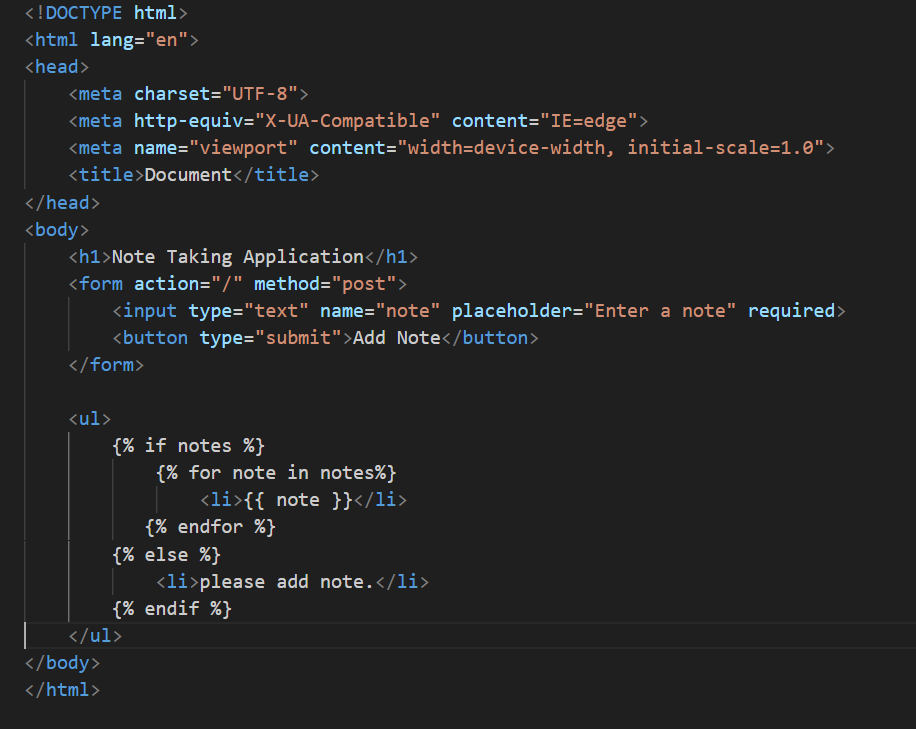 <!DOCTYPE html>
<html lang="en">
<head>
    <meta charset="UTF-8">
    <meta http-equiv="X-UA-Compatible" content="IE=edge">
    <meta name="viewport" content="width=device-width, initial-scale=1.0">
    <title>Document</title>
</head>
<body>
    <h1>Note Taking Application</h1>
    <form action="/" method="post">
        <input type="text" name="note" placeholder="Enter a note" required>
        <button type="submit">Add Note</button>
    </form>

    <ul>
        {% if notes %}
            {% for note in notes%}
                <li>{{ note }}</li>
           {% endfor %}
        {% else %}
            <li>please add note.</li>
        {% endif %}
    </ul>
</body>
</html>